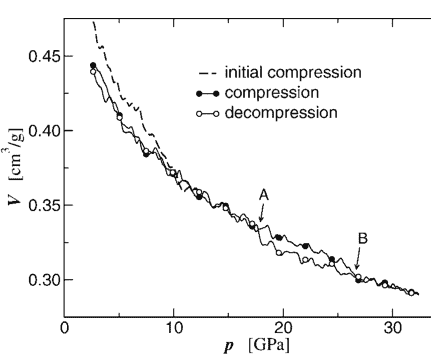 0.45
initial compression
compression
decompression
0.40
V [cm³/g]
0.35
A
B
0.30
0 10 20 30
p [GPa]